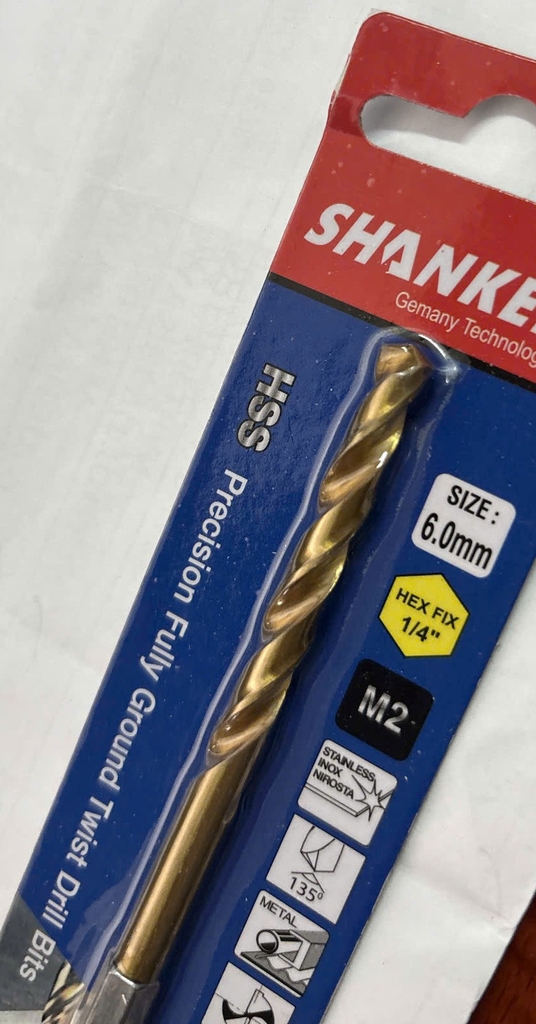 SHANKE
Gemany Technolog
HSS Precision Fully Ground Twist Drill Bits
SIZE :
6.0mm
HEX FIX
1/4"
M2
STAINLESS
INOX
NIROSTA
135°
METAL